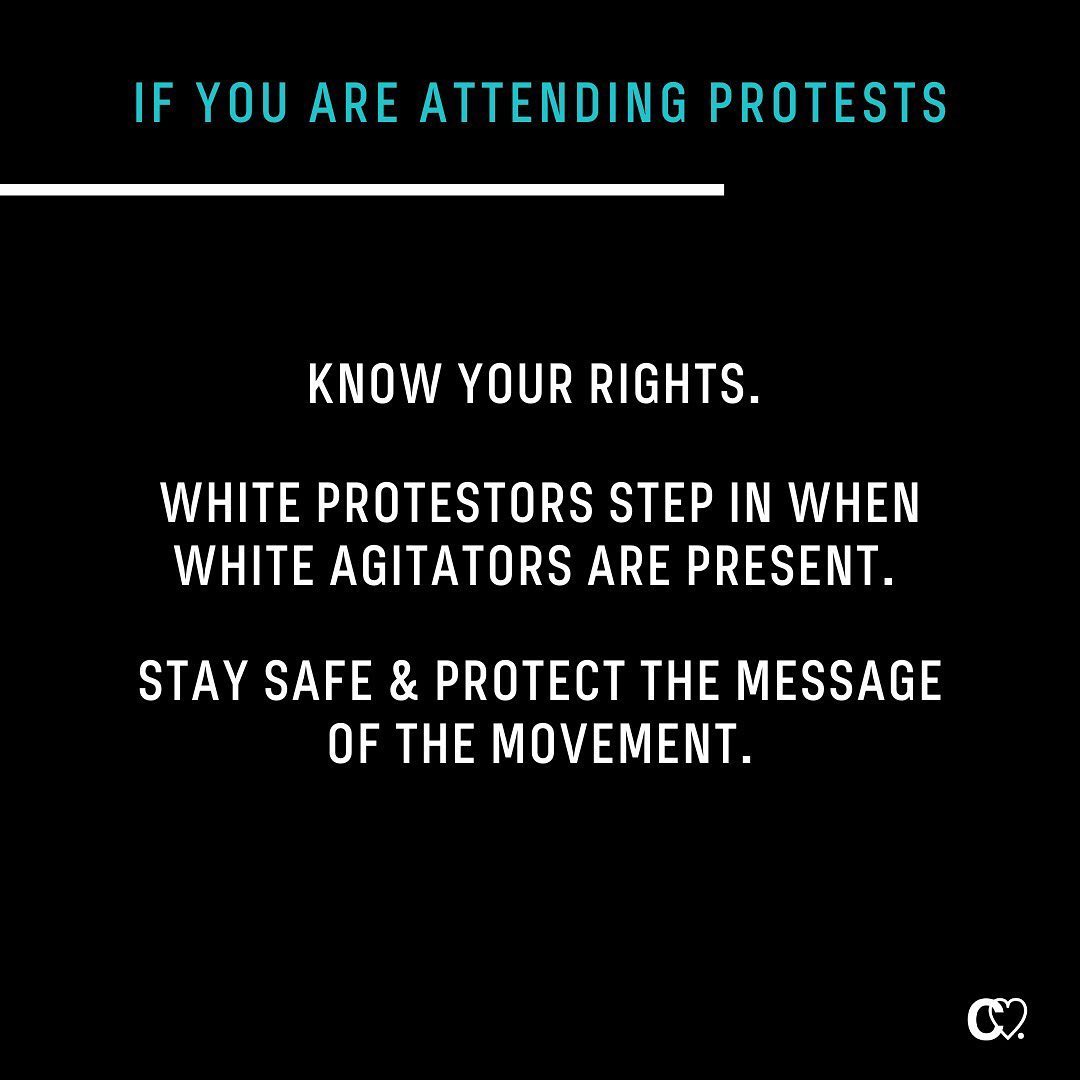 IF YOU ARE ATTENDING PROTESTS
KNOW YOUR RIGHTS.
WHITE PROTESTORS STEP IN WHEN
WHITE AGITATORS ARE PRESENT.
STAY SAFE & PROTECT THE MESSAGE
OF THE MOVEMENT.
C